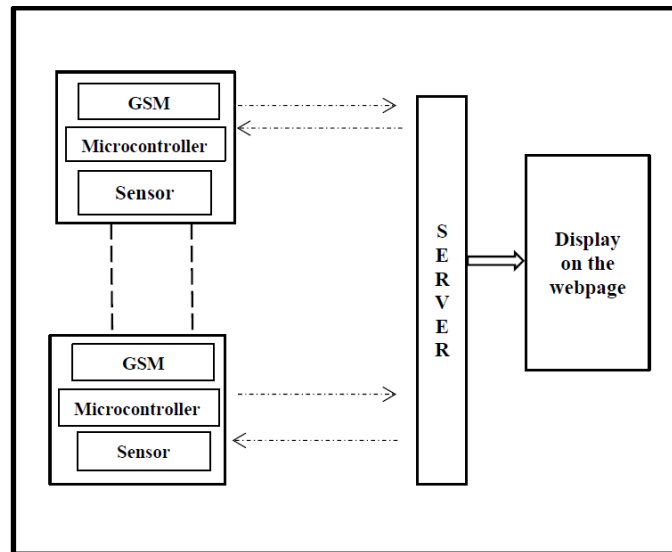 GSM
Microcontroller
Sensor
GSM
Microcontroller
Sensor
S
E
R
V
E
R
Display
on the
webpage